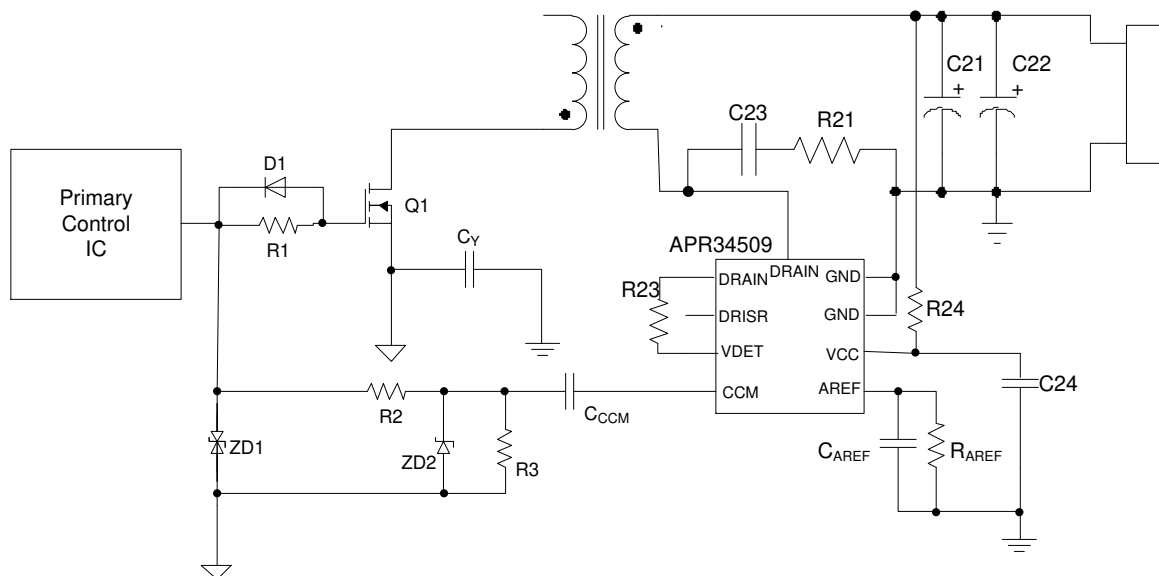 C21
+
C22
+
C23
R21
D1
Primary
Control
IC
R1
Q1
CY
APR34509
DRAIN
DRAIN
GND
R23
DRISR
GND
R24
VDET
VCC
CCM
AREF
C24
R2
CCCM
ZD1
ZD2
R3
CAREF
RAREF